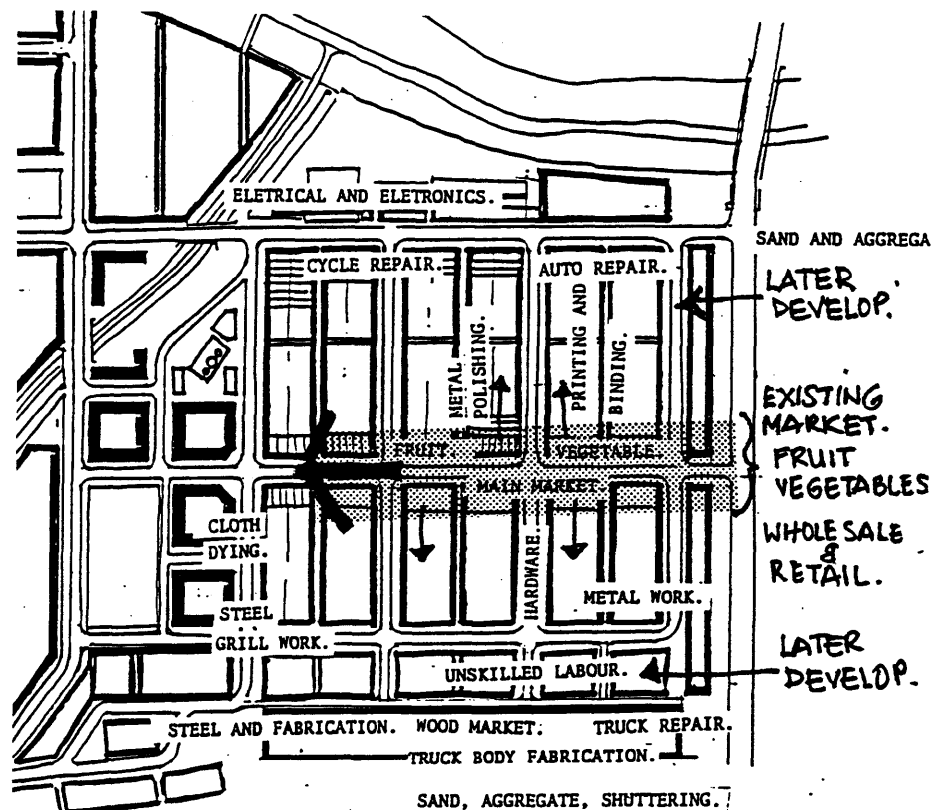 ELETRICAL AND ELETRONICS.
SAND AND AGGREGA
CYCLE REPAIR.
AUTO REPAIR.
LATER
DEVELOP.
METAL
POLISHING.
PRINTING AND
BINDING.
EXISTING
MARKET.
FRUIT
VEGETABLES
FRUIT.
VEGETABLE.
MAIN MARKET
WHOLESALE
&
RETAIL.
CLOTH
DYING.
HARDWARE.
METAL WORK.
STEEL
GRILL WORK.
UNSKILLED LABOUR.
LATER
DEVELOP.
STEEL AND FABRICATION.
WOOD MARKET.
TRUCK REPAIR.
TRUCK BODY FABRICATION.
SAND, AGGREGATE, SHUTTERING.